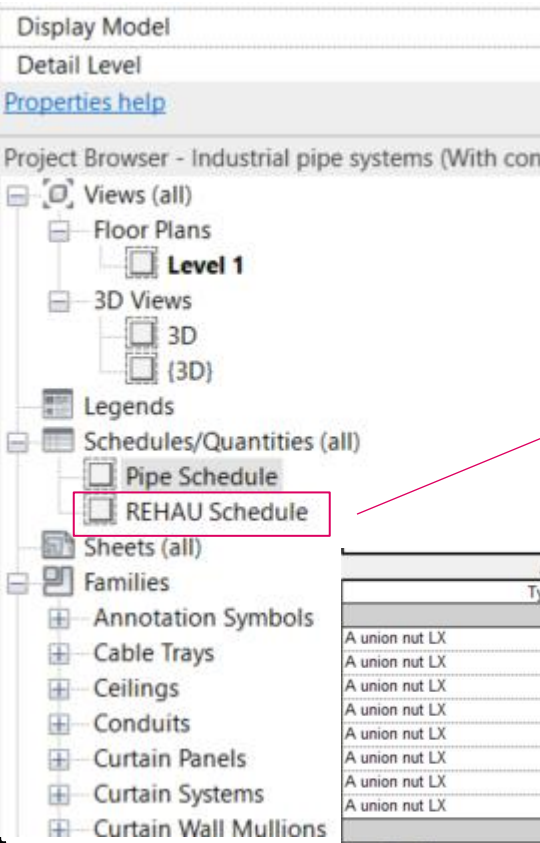 Display Model
Detail Level
Properties help
Project Browser - Industrial pipe systems (With con
Views (all)
Floor Plans
Level 1
3D Views
3D
{3D}
Legends
Schedules/Quantities (all)
Pipe Schedule
REHAU Schedule
Sheets (all)
Families
Annotation Symbols
Cable Trays
Ceilings
Conduits
Curtain Panels
Curtain Systems
Curtain Wall Mullions
Ty
A union nut LX
A union nut LX
A union nut LX
A union nut LX
A union nut LX
A union nut LX
A union nut LX
A union nut LX